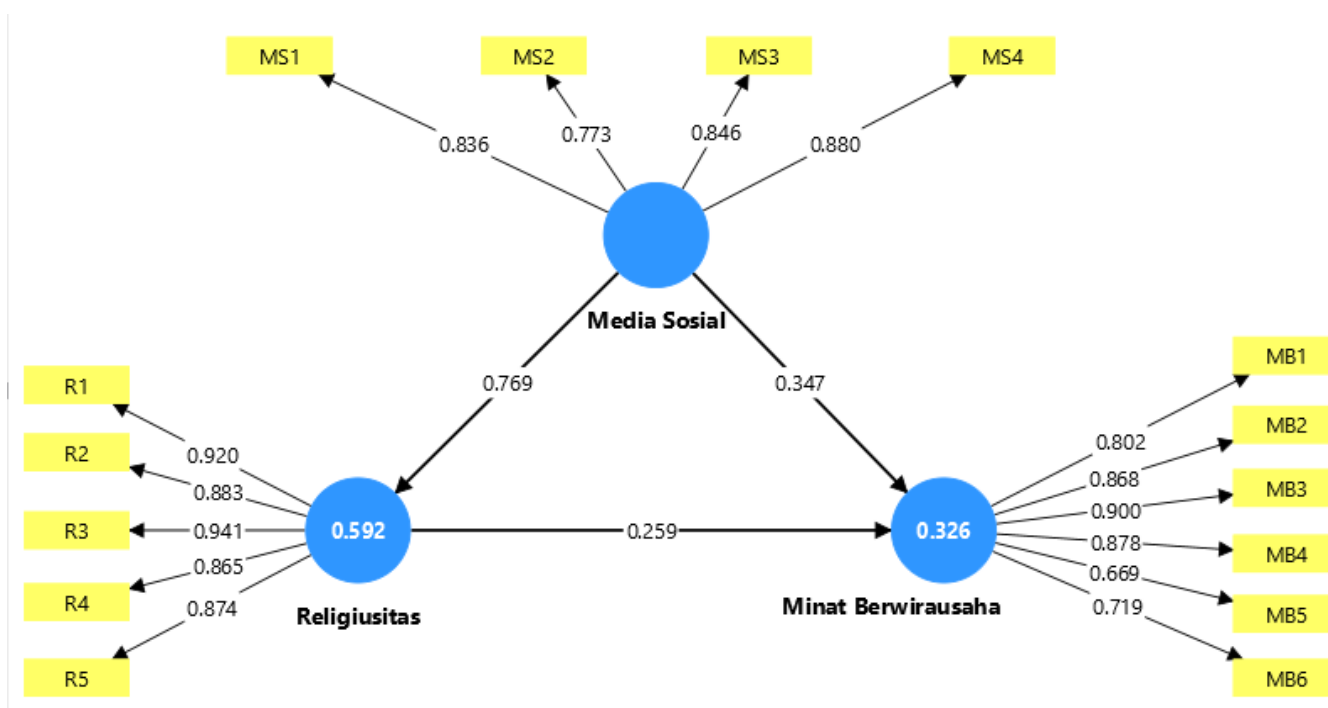 MS1
MS2
MS3
MS4
0.836
0.773
0.846
0.880
Media Sosial
0.769
0.347
R1
R2
R3
R4
R5
0.920
0.883
0.941
0.865
0.874
0.592
Religiusitas
0.259
0.326
Minat Berwirausaha
0.802
0.868
0.900
0.878
0.669
0.719
MB1
MB2
MB3
MB4
MB5
MB6